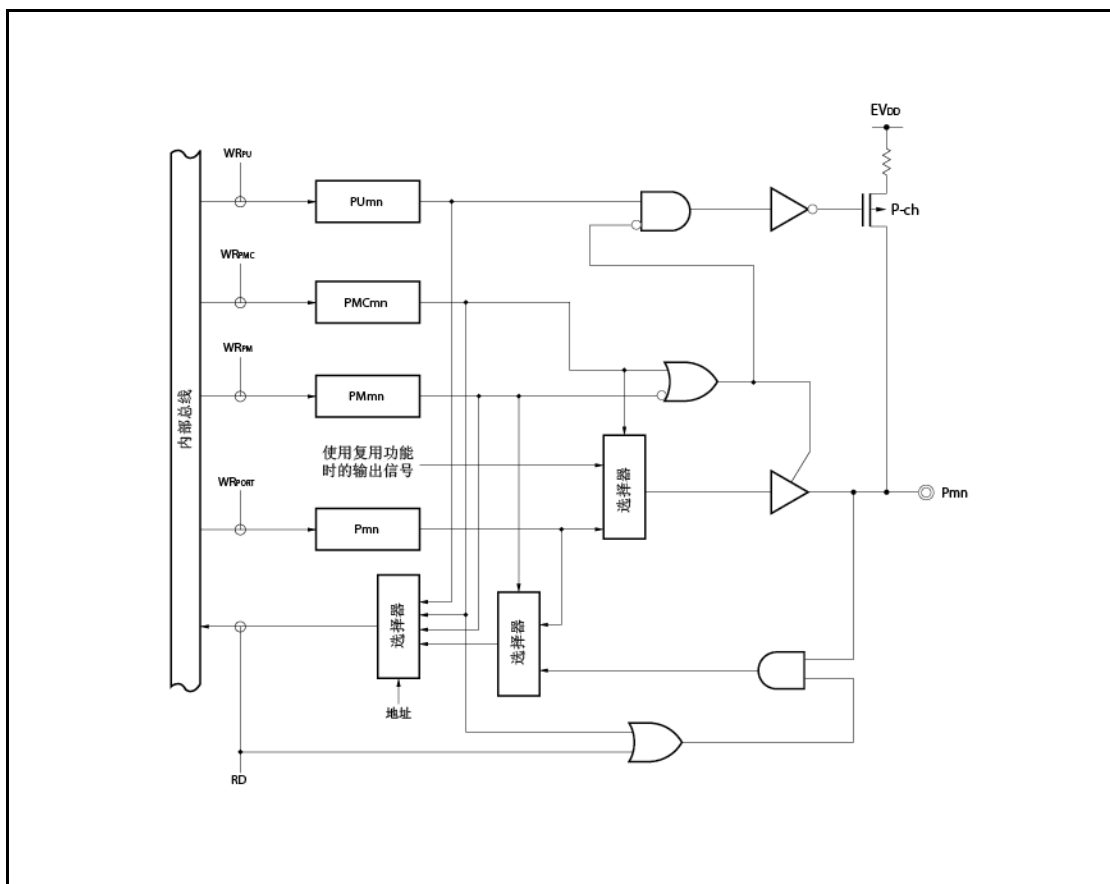 EVDD
WRPU
PUmn
P-ch
WRPMC
PMCmn
WRPM
PMmn
内部总线
使用复用功能
时的输出信号
选择器
WRPORT
Pmn
Pmn
选择器
选择器
地址
RD